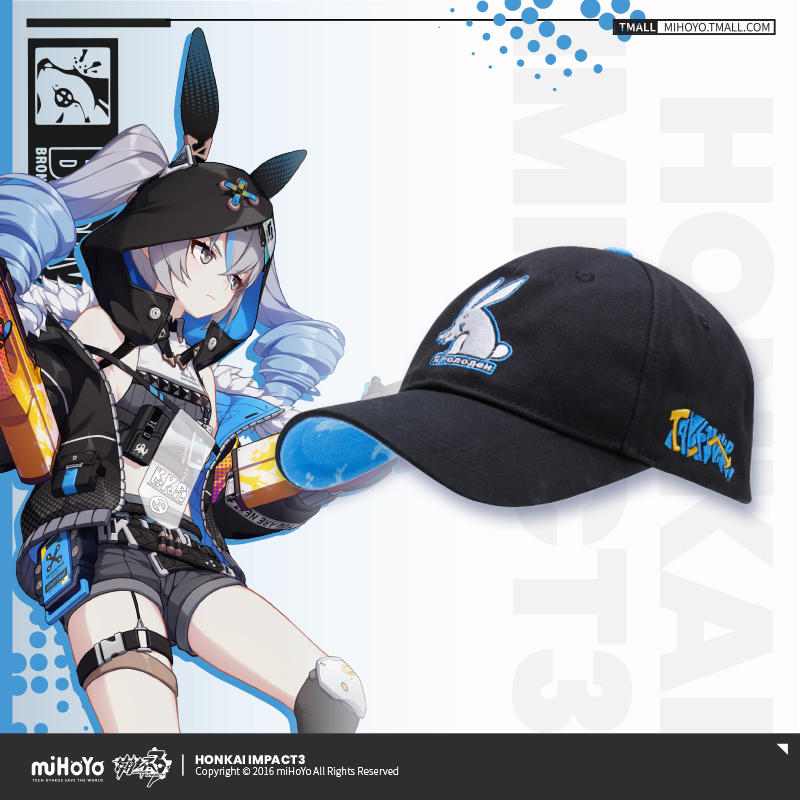 TMALL MIHOYO.TMALL.COM
HONKAI
IMPACT3
Я голоден
miHoYo
TECH OTAKUS SAVE THE WORLD
HONKAI IMPACT3
Copyright © 2016 miHoYo All Rights Reserved